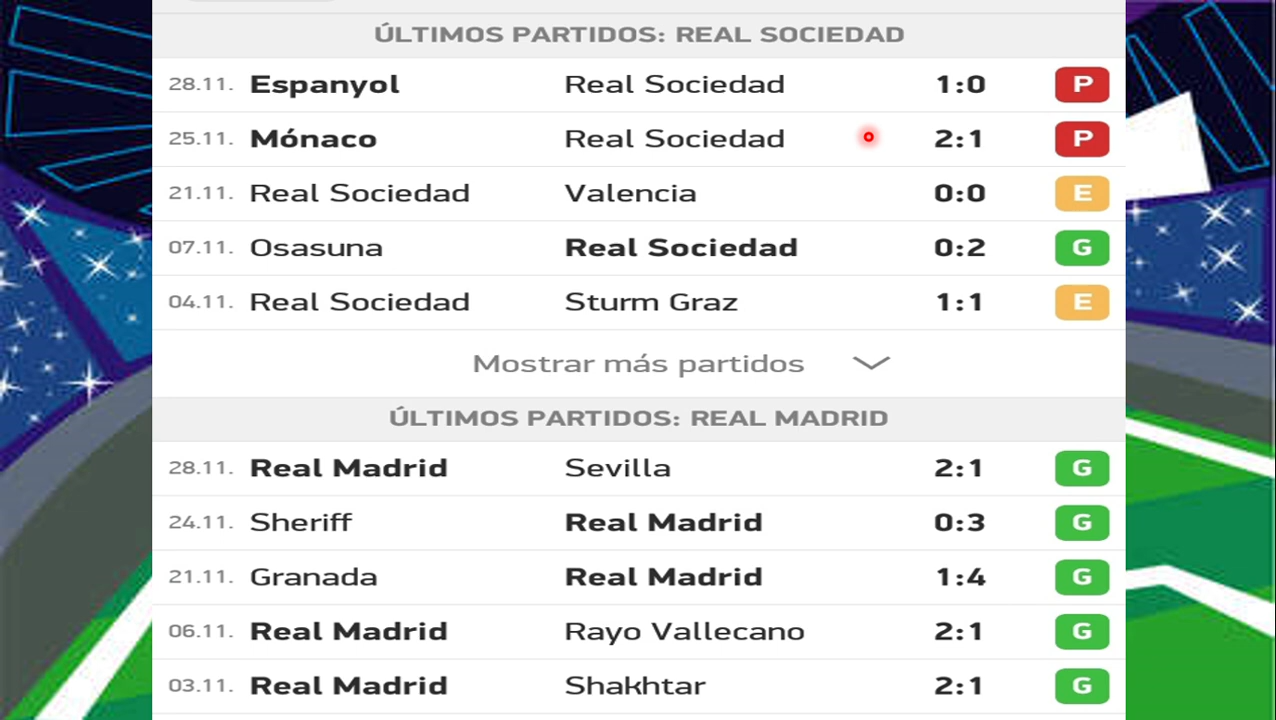 ÚLTIMOS PARTIDOS: REAL SOCIEDAD
28.11. Espanyol Real Sociedad 1:0 P
25.11. Mónaco Real Sociedad 2:1 P
21.11. Real Sociedad Valencia 0:0 E
07.11. Osasuna Real Sociedad 0:2 G
04.11. Real Sociedad Sturm Graz 1:1 E
Mostrar más partidos
ÚLTIMOS PARTIDOS: REAL MADRID
28.11. Real Madrid Sevilla 2:1 G
24.11. Sheriff Real Madrid 0:3 G
21.11. Granada Real Madrid 1:4 G
06.11. Real Madrid Rayo Vallecano 2:1 G
03.11. Real Madrid Shakhtar 2:1 G